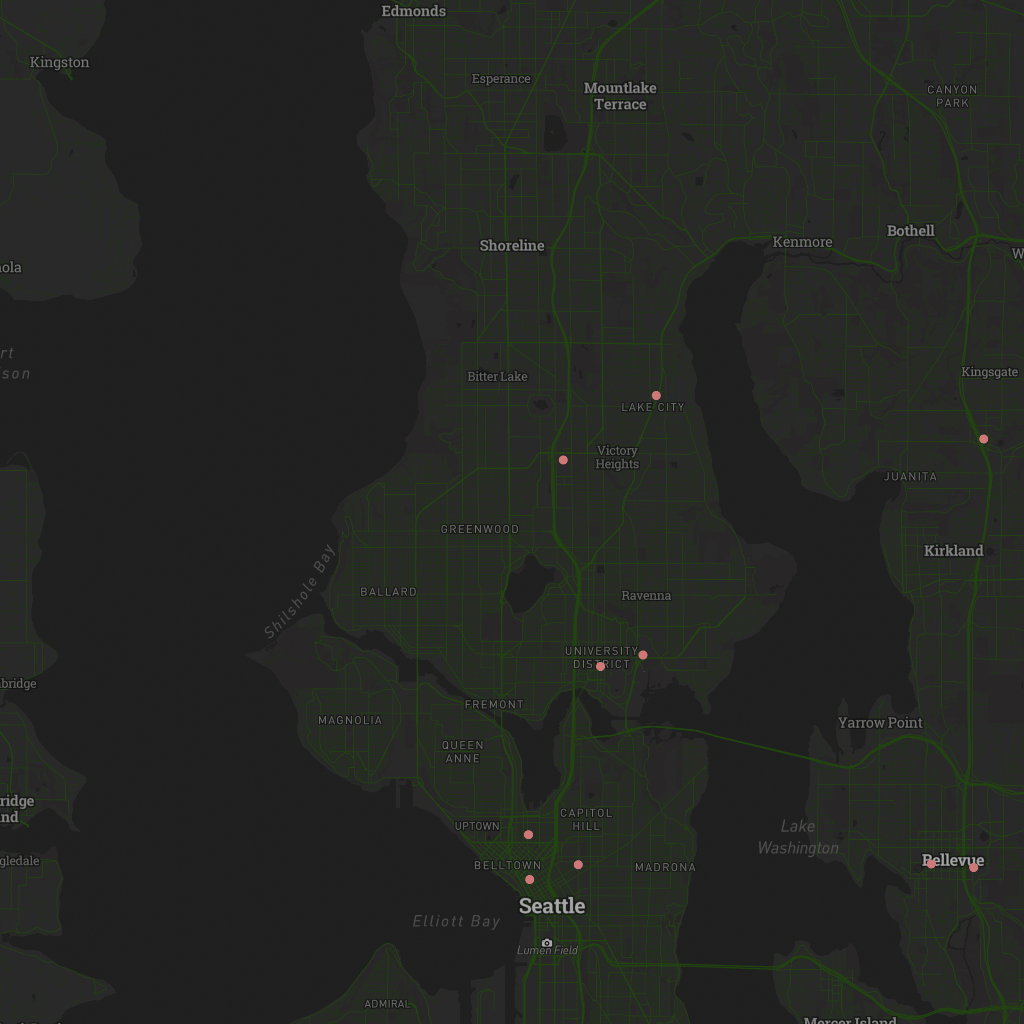 Edmonds
Kingston
Esperance
Mountlake
Terrace
CANYON
PARK
Bothell
Kenmore
Shoreline
Bitter Lake
Kingsgate
LAKE CITY
Victory
Heights
JUANITA
GREENWOOD
Shilshole Bay
Kirkland
BALLARD
Ravenna
UNIVERSITY
DISTRICT
FREMONT
MAGNOLIA
Yarrow Point
QUEEN
ANNE
CAPITOL
HILL
UPTOWN
Lake
Washington
BELLTOWN
MADRONA
Bellevue
Seattle
Elliott Bay
Lumen Field
ADMIRAL
Mercer Island